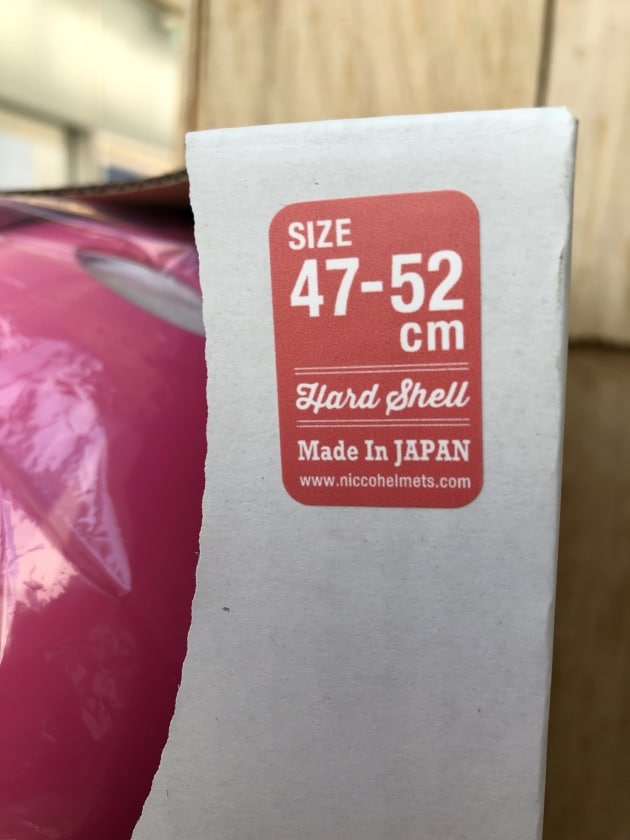 SIZE
47-52
cm
Hard Shell
Made In JAPAN
www.niccohelmets.com